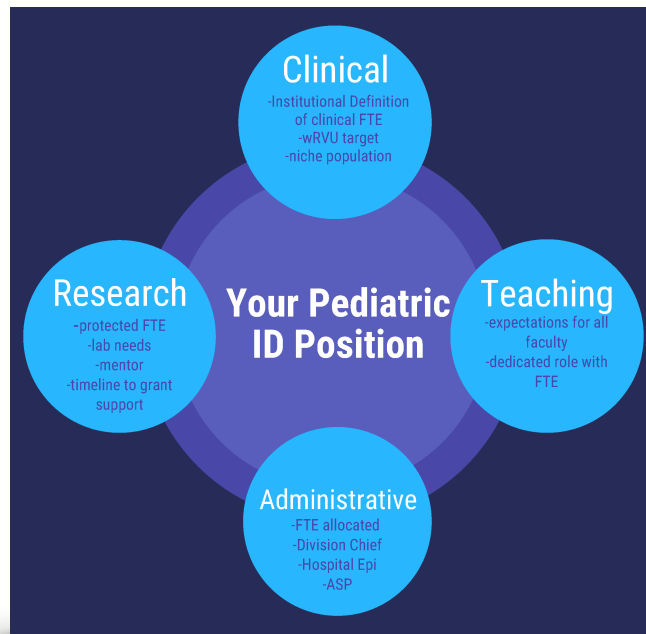 Clinical
-Institutional Definition
of clinical FTE
-wRVU target
-niche population
Research
-protected FTE
-lab needs
-mentor
-timeline to grant
support
Your Pediatric
ID Position
Teaching
-expectations for all
faculty
-dedicated role with
FTE
Administrative
-FTE allocated
-Division Chief
-Hospital Epi
-ASP